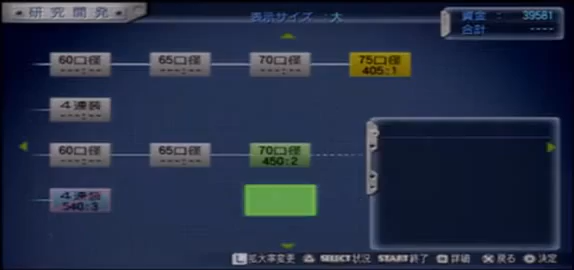 研究開発
表示サイズ：大
資金： 39581
合計 ----
60口径
---:---
65口径
---:---
70口径
---:---
75口径
405:1
4連装
---:---
60口径
---:---
65口径
---:---
70口径
450:2
4連装
540:3
L拡大率変更 △ SELECT状況 START終了 □詳細 ×戻る ○決定